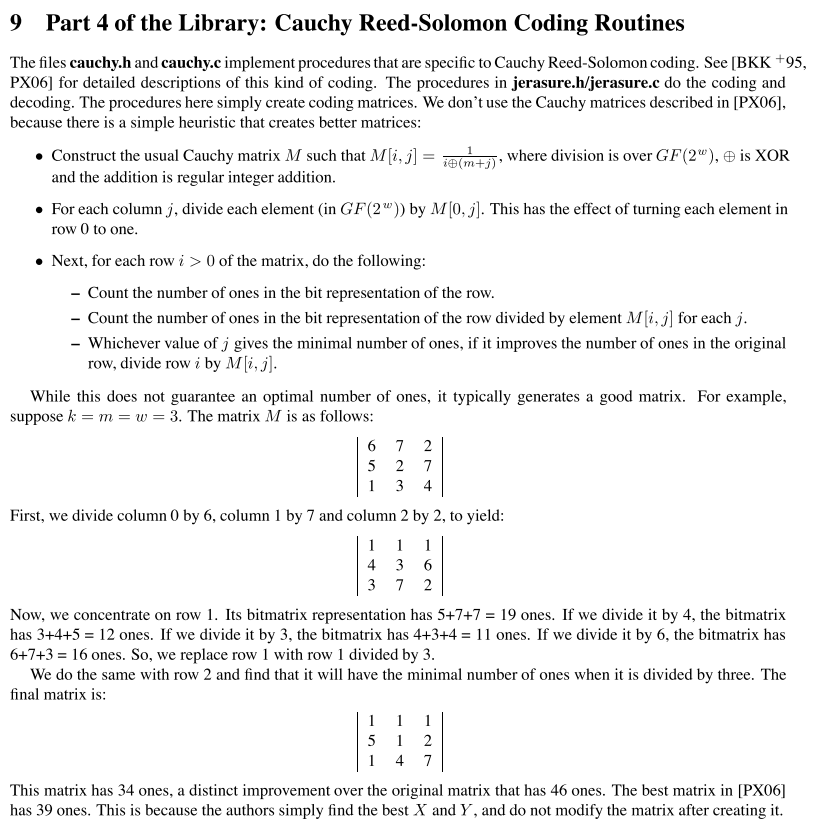 9 Part 4 of the Library: Cauchy Reed-Solomon Coding Routines
The files cauchy.h and cauchy.c implement procedures that are specific to Cauchy Reed-Solomon coding. See [BKK +95,
PX06] for detailed descriptions of this kind of coding. The procedures in jerasure.h/jerasure.c do the coding and
decoding. The procedures here simply create coding matrices. We don't use the Cauchy matrices described in [PX06],
because there is a simple heuristic that creates better matrices:
• Construct the usual Cauchy matrix M such that M[i, j] = 1/(i⊕(m+j)), where division is over GF(2^w), ⊕ is XOR
and the addition is regular integer addition.
• For each column j, divide each element (in GF(2^w)) by M[0, j]. This has the effect of turning each element in
row 0 to one.
• Next, for each row i > 0 of the matrix, do the following:
– Count the number of ones in the bit representation of the row.
– Count the number of ones in the bit representation of the row divided by element M[i, j] for each j.
– Whichever value of j gives the minimal number of ones, if it improves the number of ones in the original
row, divide row i by M[i, j].
While this does not guarantee an optimal number of ones, it typically generates a good matrix. For example,
suppose k = m = w = 3. The matrix M is as follows:
6 7 2
5 2 7
1 3 4
First, we divide column 0 by 6, column 1 by 7 and column 2 by 2, to yield:
1 1 1
4 3 6
3 7 2
Now, we concentrate on row 1. Its bitmatrix representation has 5+7+7 = 19 ones. If we divide it by 4, the bitmatrix
has 3+4+5 = 12 ones. If we divide it by 3, the bitmatrix has 4+3+4 = 11 ones. If we divide it by 6, the bitmatrix has
6+7+3 = 16 ones. So, we replace row 1 with row 1 divided by 3.
We do the same with row 2 and find that it will have the minimal number of ones when it is divided by three. The
final matrix is:
1 1 1
5 1 2
1 4 7
This matrix has 34 ones, a distinct improvement over the original matrix that has 46 ones. The best matrix in [PX06]
has 39 ones. This is because the authors simply find the best X and Y, and do not modify the matrix after creating it.